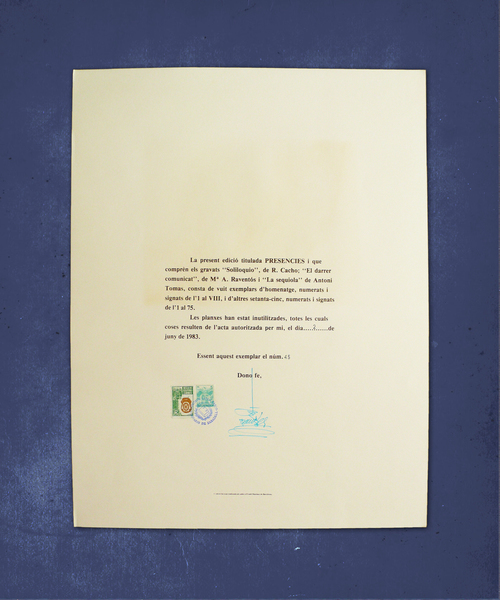 La present edició titulada PRESENCIES i que
comprèn els gravats "Soliloquio", de R. Cacho; "El darrer
comunicat", de Mª A. Raventós i "La sequiola" de Antoni
Tomas, consta de vuit exemplars d'homenatge, numerats i
signats de l'1 al VIII, i d'altres setanta-cinc, numerats i signats
de l'1 al 75.
Les planxes han estat inutilitzades, totes les cuals
coses resulten de l'acta autoritzada per mi, el dia..... ......de
juny de 1983.
Essent aquest exemplar el núm. 41
Dono fe,